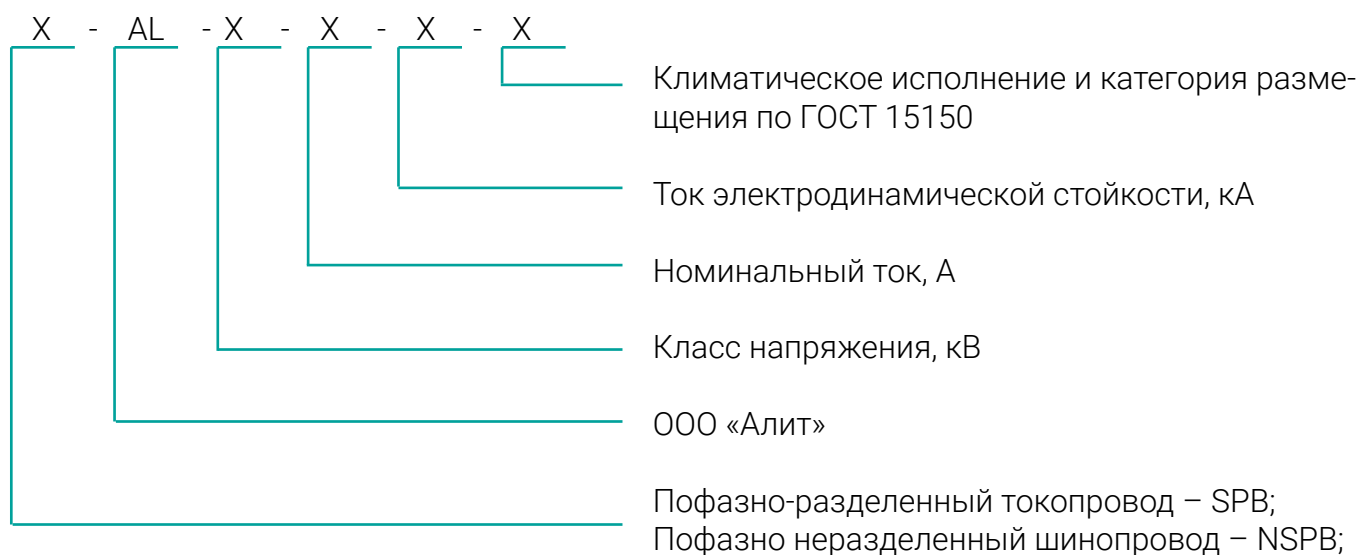 X - AL - X - X - X - X
Климатическое исполнение и категория разме-
щения по ГОСТ 15150
Ток электродинамической стойкости, кА
Номинальный ток, А
Класс напряжения, кВ
ООО «Алит»
Пофазно-разделенный токопровод – SPB;
Пофазно неразделенный шинопровод – NSPB;